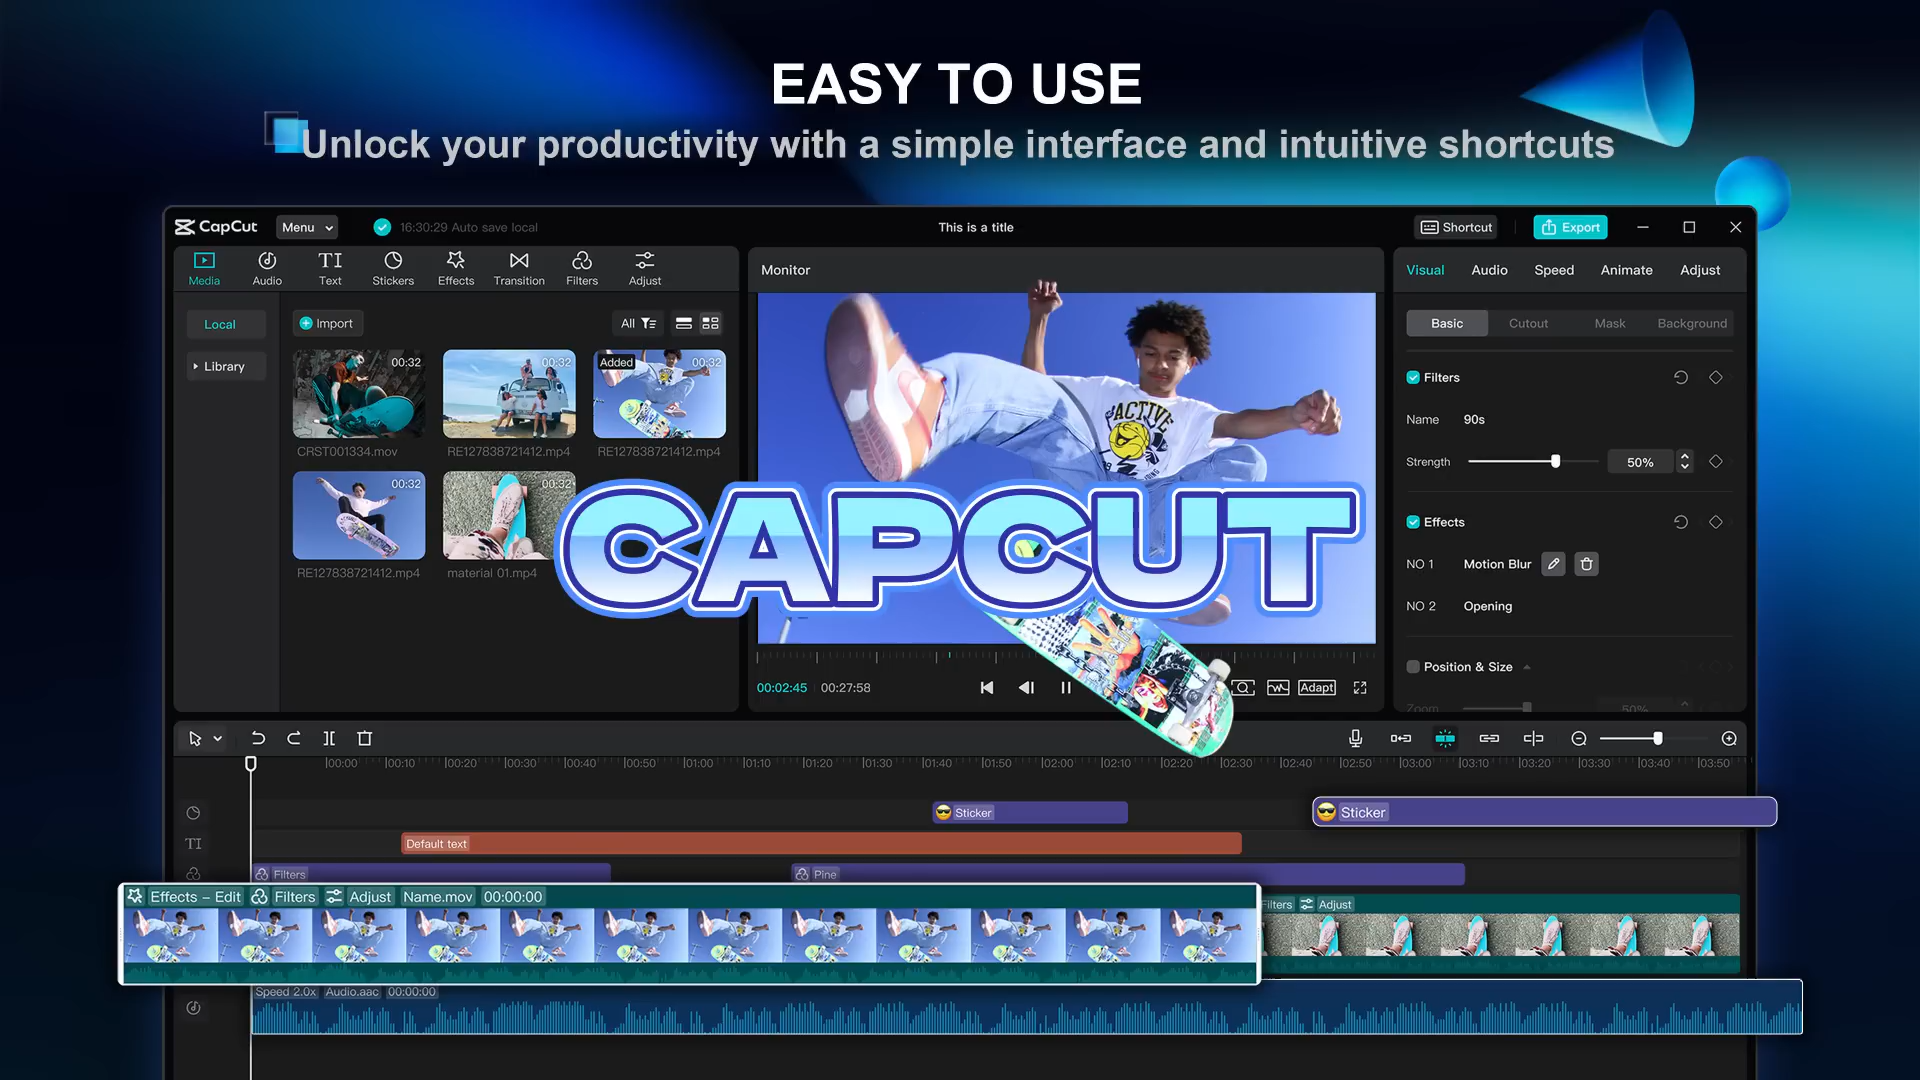 EASY TO USE
Unlock your productivity with a simple interface and intuitive shortcuts
CapCut
Menu
16:30:29 Auto save local
This is a title
Shortcut
Export
Media
Audio
TI
Text
Stickers
Effects
Transition
Filters
Adjust
Local
Library
Import
All
00:32
CRST001334.mov
00:32
RE127838721412.mp4
Added
00:32
RE127838721412.mp4
00:32
RE127838721412.mp4
00:32
material 01.mp4
Monitor
ACTIVE
CAPCUT
00:02:45
00:27:58
Adapt
Visual
Audio
Speed
Animate
Adjust
Basic
Cutout
Mask
Background
Filters
Name
90s
Strength
50%
Effects
NO 1
Motion Blur
NO 2
Opening
Position & Size
Zoom
50%
00:00
00:10
00:20
00:30
00:40
00:50
01:00
01:10
01:20
01:30
01:40
01:50
02:00
02:10
02:20
02:30
02:40
02:50
03:00
03:10
03:20
03:30
03:40
03:50
Sticker
Sticker
TI
Default text
Filters
Pine
Effects – Edit
Filters
Adjust
Name.mov
00:00:00
Filters
Adjust
Speed 2.0x
Audio.aac
00:00:00